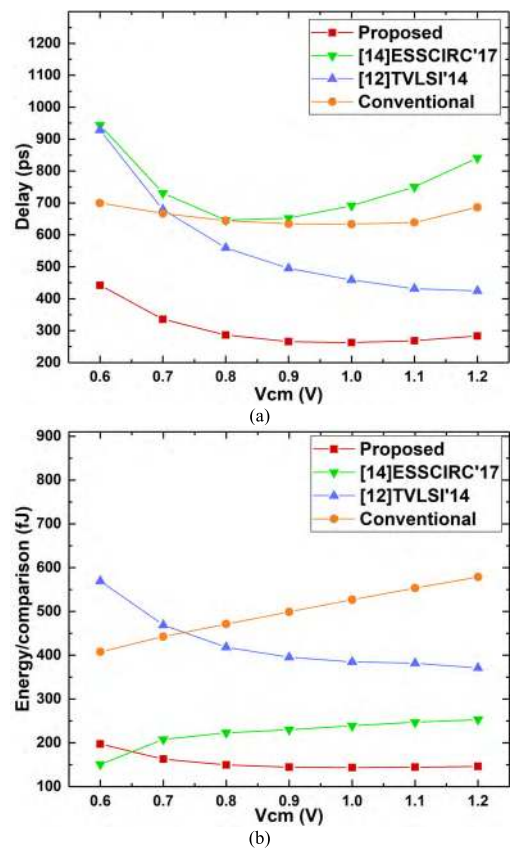 1300
1200
1100
1000
900
800
700
600
500
400
300
200
Delay (ps)
Proposed
[14]ESSCIRC'17
[12]TVLSI'14
Conventional
0.6 0.7 0.8 0.9 1.0 1.1 1.2
Vcm (V)
(a)
900
800
700
600
500
400
300
200
100
Energy/comparison (fJ)
Proposed
[14]ESSCIRC'17
[12]TVLSI'14
Conventional
0.6 0.7 0.8 0.9 1.0 1.1 1.2
Vcm (V)
(b)